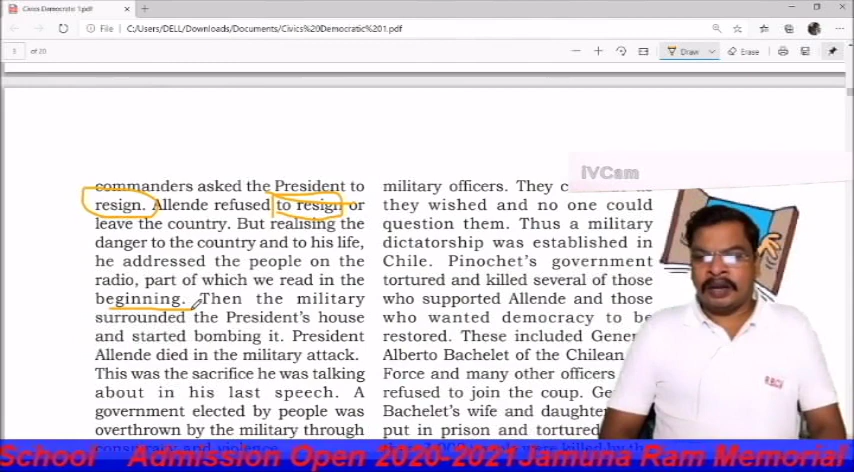 Civics Democratic 1.pdf
File | C:/Users/DELL/Downloads/Documents/Civics%20Democratic%201.pdf
of 20
Draw
Erase
iVCam
commanders asked the President to
resign. Allende refused to resign or
leave the country. But realising the
danger to the country and to his life,
he addressed the people on the
radio, part of which we read in the
beginning. Then the military
surrounded the President's house
and started bombing it. President
Allende died in the military attack.
This was the sacrifice he was talking
about in his last speech. A
government elected by people was
overthrown by the military through
conspiracy and violence.
military officers. They
they wished and no one could
question them. Thus a military
dictatorship was established in
Chile. Pinochet's government
tortured and killed several of those
who supported Allende and those
who wanted democracy to be
restored. These included
Alberto Bachelet of the Chilean
Force and many other officers
refused to join the coup.
Bachelet's wife and daughter
put in prison and tortured
were killed by the
School Admission Open 2020-2021Jamuna Ram Memorial